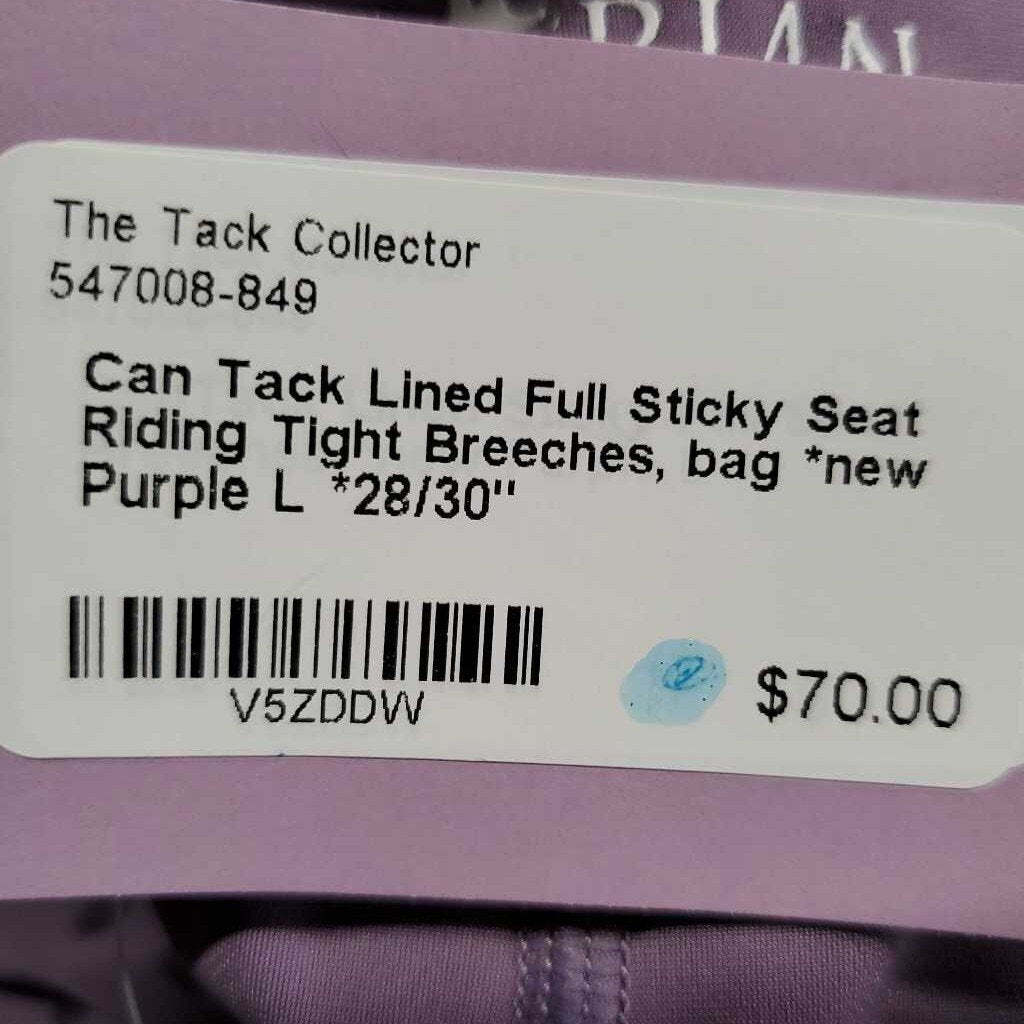 The Tack Collector
547008-849
Can Tack Lined Full Sticky Seat
Riding Tight Breeches, bag *new
Purple L *28/30"
V5ZDDW
$70.00